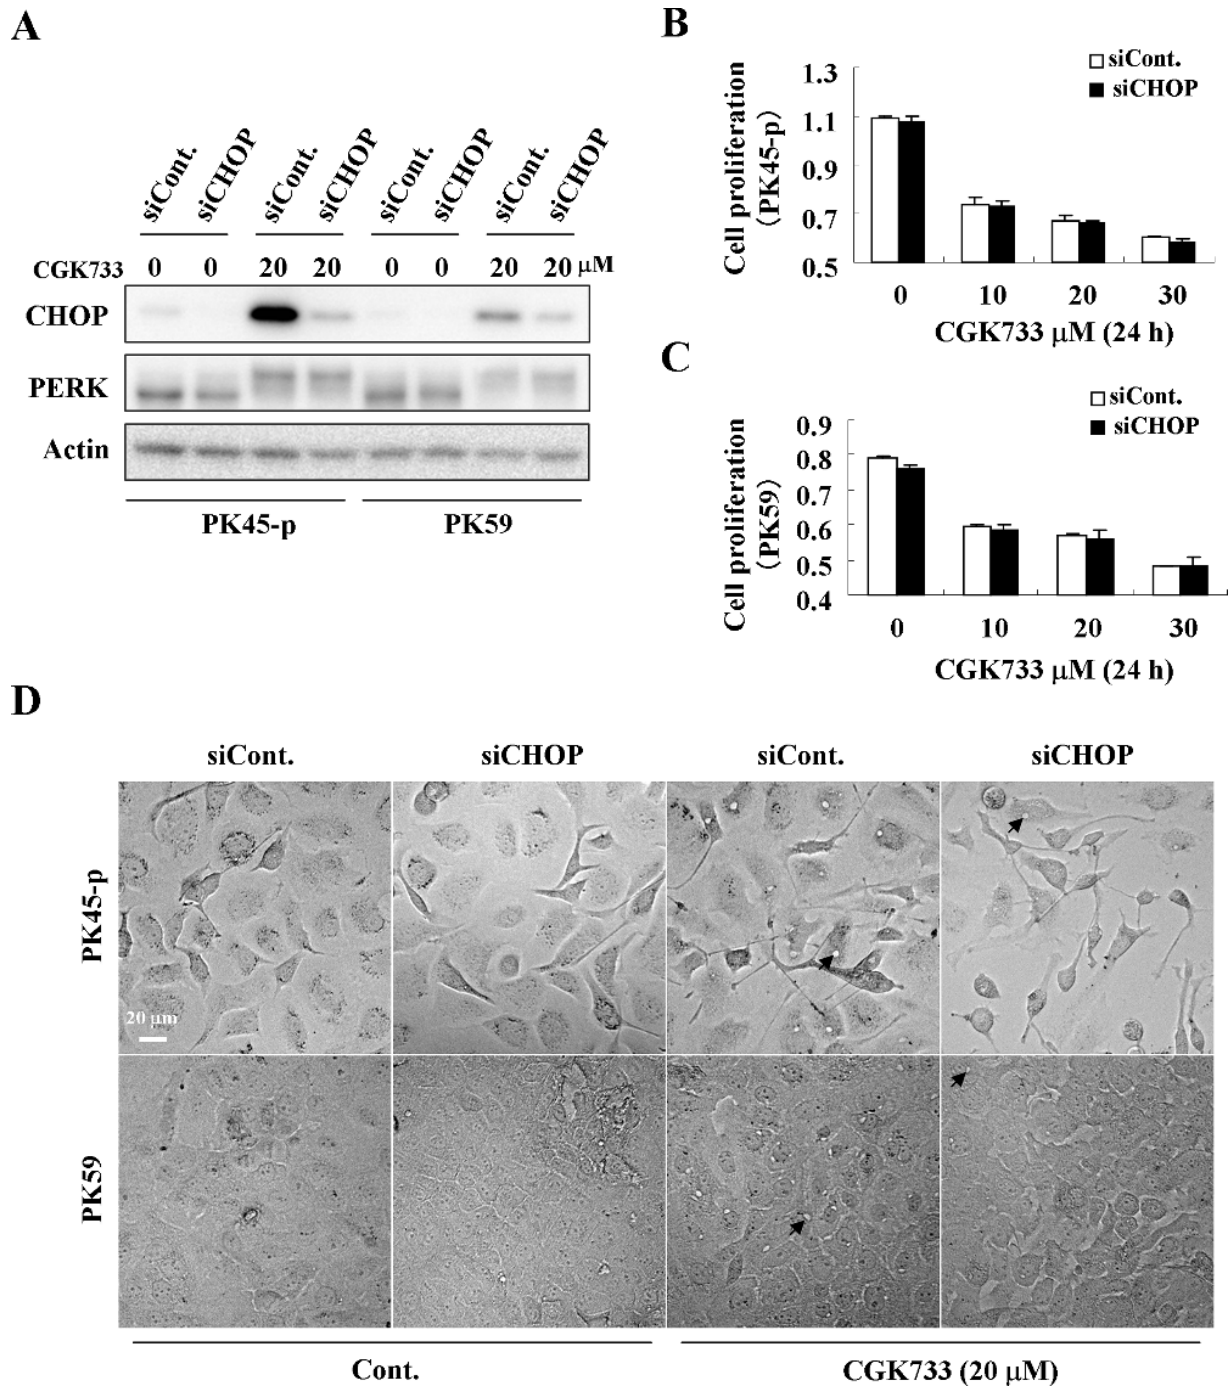 A
siCont.
siCHOP
siCont.
siCHOP
siCont.
siCHOP
siCont.
siCHOP
CGK733 0 0 20 20 0 0 20 20 μM
CHOP
PERK
Actin
PK45-p PK59
B
siCont.
siCHOP
Cell proliferation
(PK45-p)
1.3
1.1
0.9
0.7
0.5
0 10 20 30
CGK733 μM (24 h)
C
siCont.
siCHOP
Cell proliferation
(PK59)
0.9
0.8
0.7
0.6
0.5
0.4
0 10 20 30
CGK733 μM (24 h)
D
siCont. siCHOP siCont. siCHOP
PK45-p
20 μm
PK59
Cont. CGK733 (20 μM)